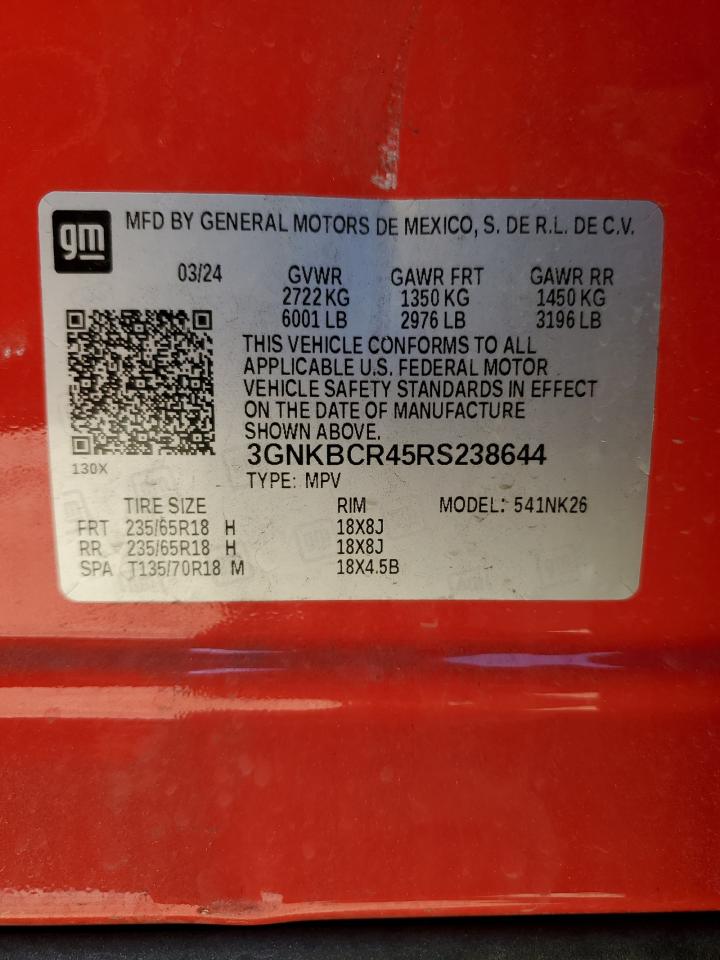 gm
MFD BY GENERAL MOTORS DE MEXICO, S. DE R.L. DE C.V.
03/24 GVWR GAWR FRT GAWR RR
2722 KG 1350 KG 1450 KG
6001 LB 2976 LB 3196 LB
THIS VEHICLE CONFORMS TO ALL
APPLICABLE U.S. FEDERAL MOTOR
VEHICLE SAFETY STANDARDS IN EFFECT
ON THE DATE OF MANUFACTURE
SHOWN ABOVE.
3GNKBCR45RS238644
130X
TYPE: MPV
TIRE SIZE RIM MODEL: 541NK26
FRT 235/65R18 H 18X8J
RR 235/65R18 H 18X8J
SPA T135/70R18 M 18X4.5B